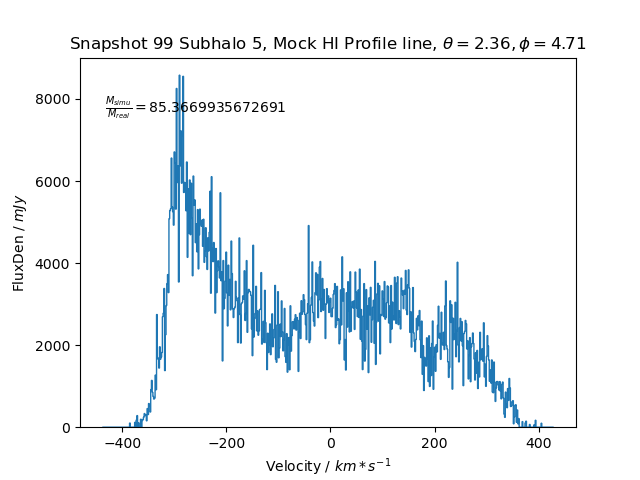 Snapshot 99 Subhalo 5, Mock HI Profile line, θ = 2.36, ϕ = 4.71
M_simu/M_real = 85.3669935672691
8000
6000
4000
2000
0
FluxDen / mJy
−400 −200 0 200 400
Velocity / km * s⁻¹